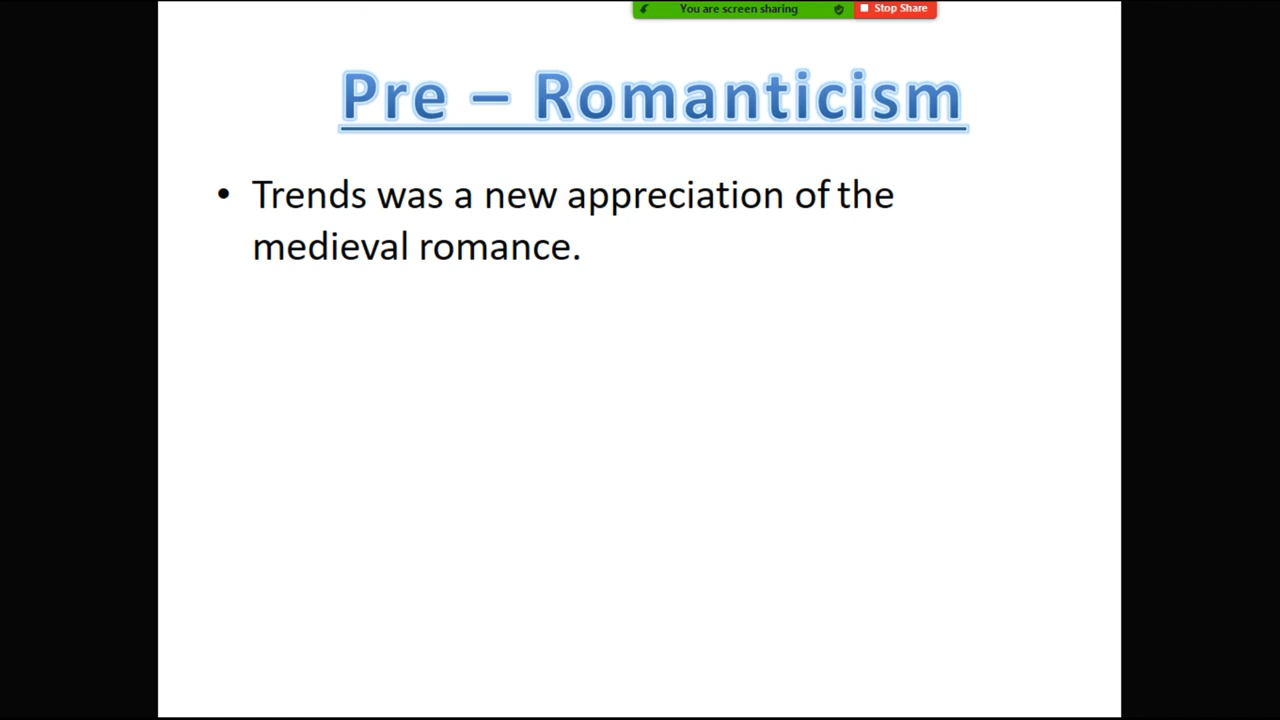 You are screen sharing Stop Share
Pre – Romanticism
• Trends was a new appreciation of the
medieval romance.